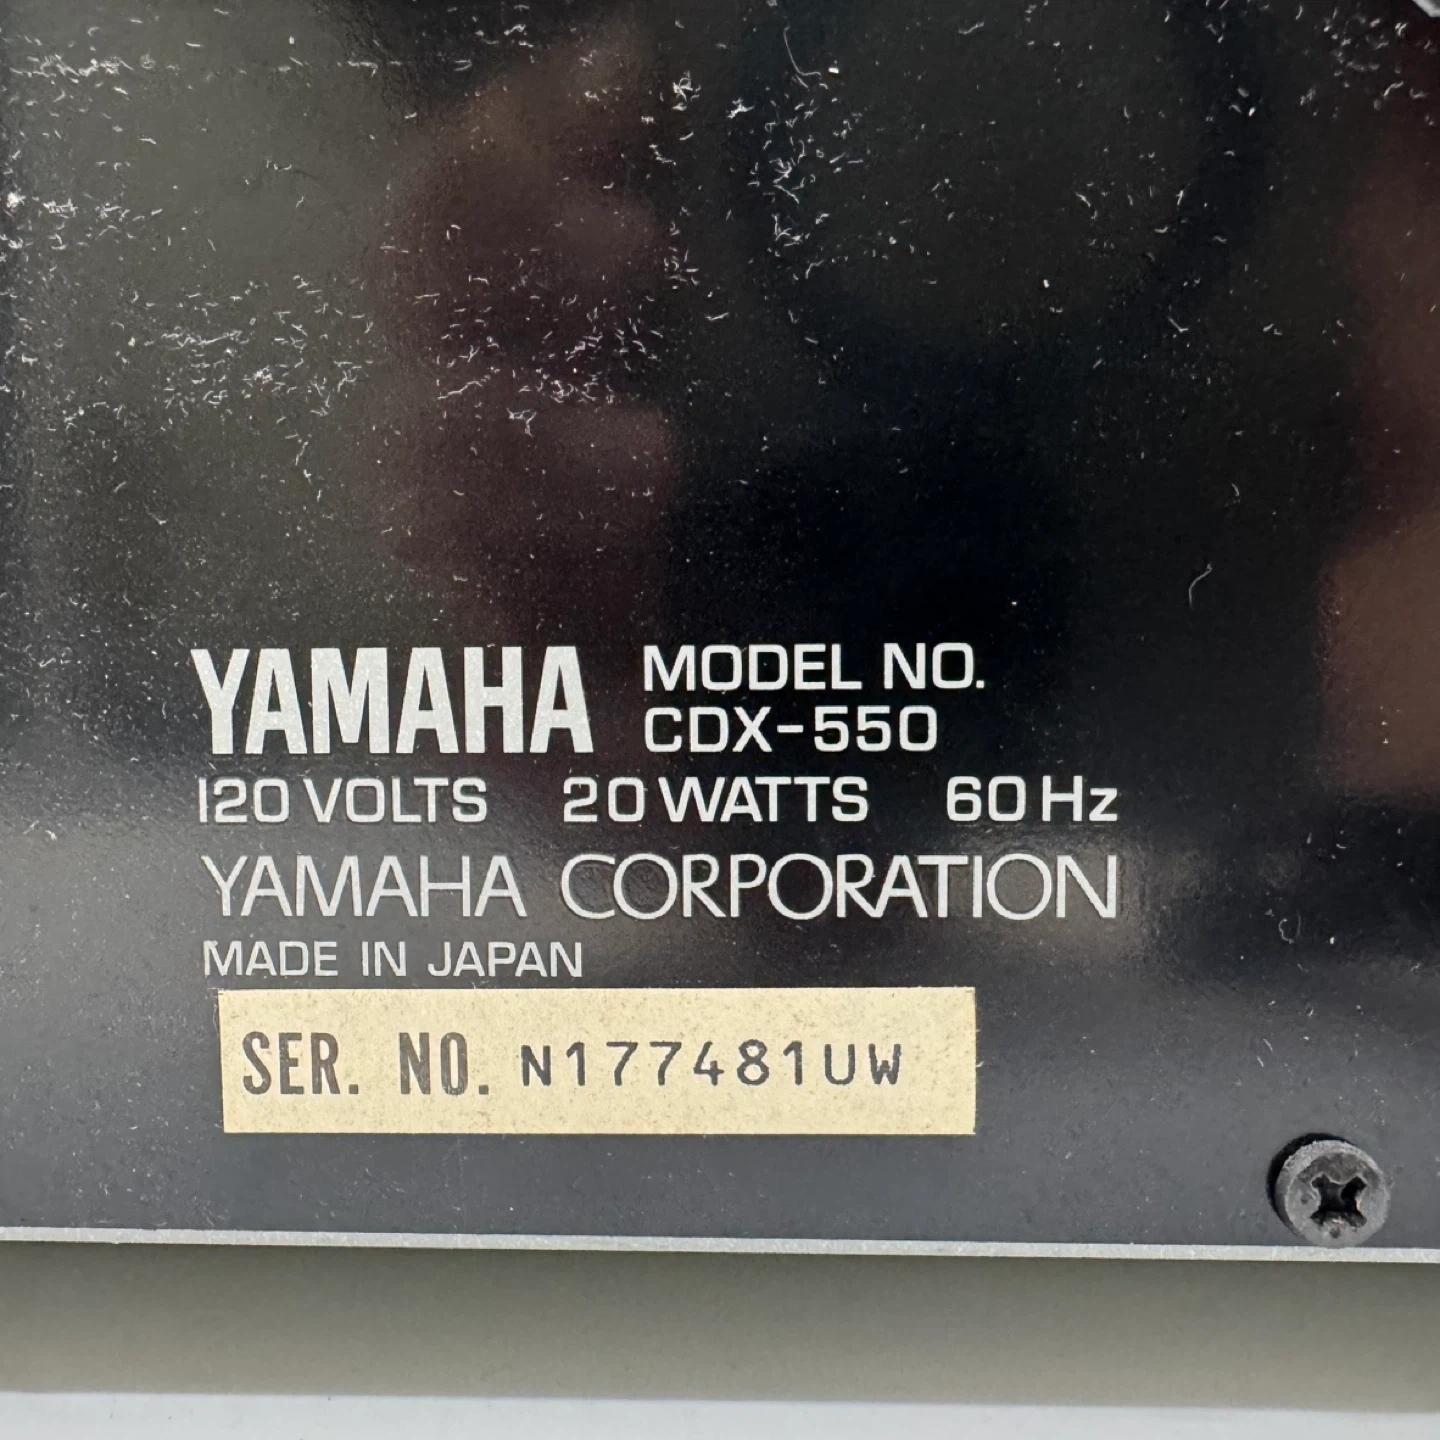 YAMAHA MODEL NO.
CDX-550
120 VOLTS 20 WATTS 60 Hz
YAMAHA CORPORATION
MADE IN JAPAN
SER. NO. N177481UW